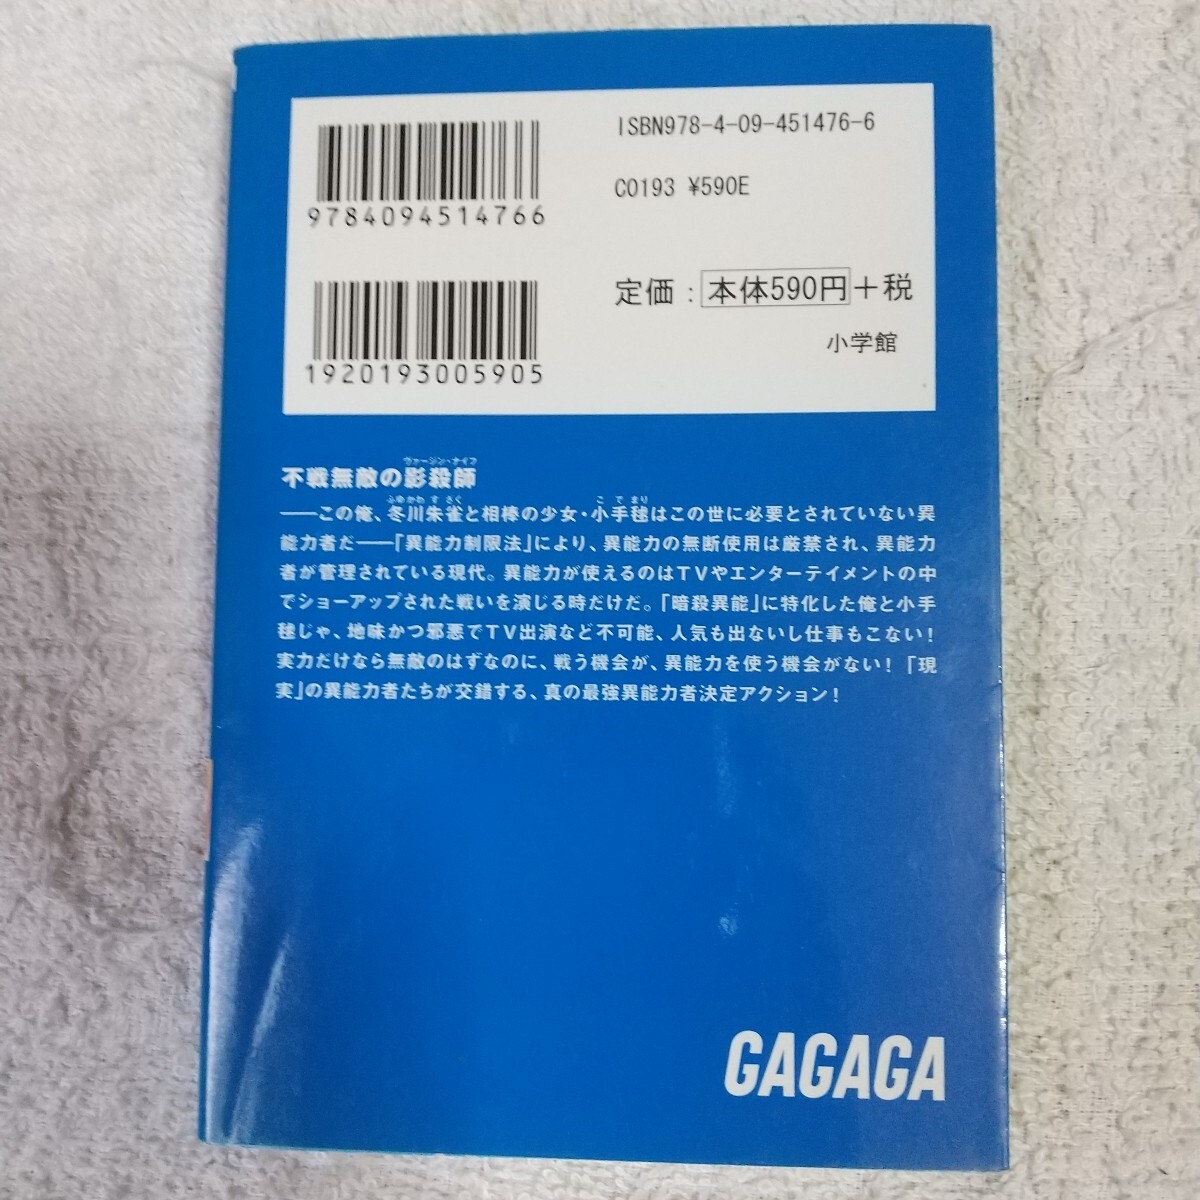 ISBN978-4-09-451476-6
9784094514766
C0193 ¥590E
定価：本体590円＋税
1920193005905
小学館
ヴァージン・ナイフ
不戦無敵の影殺師
ふゆかわ す ざく こ で まり
――この俺、冬川朱雀と相棒の少女・小手毬はこの世に必要とされていない異
能力者だ――「異能力制限法」により、異能力の無断使用は厳禁され、異能力
者が管理されている現代。異能力が使えるのはTVやエンターテイメントの中
でショーアップされた戦いを演じる時だけだ。「暗殺異能」に特化した俺と小手
毬じゃ、地味かつ邪悪でTV出演など不可能、人気も出ないし仕事もこない！
実力だけなら無敵のはずなのに、戦う機会が、異能力を使う機会がない！「現
実」の異能力者たちが交錯する、真の最強異能力者決定アクション！
GAGAGA